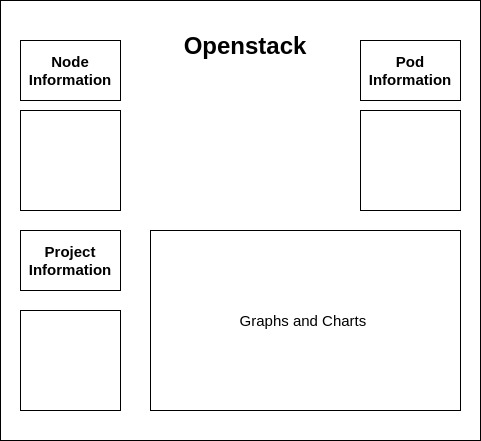 Openstack
Node
Information
Pod
Information
Project
Information
Graphs and Charts